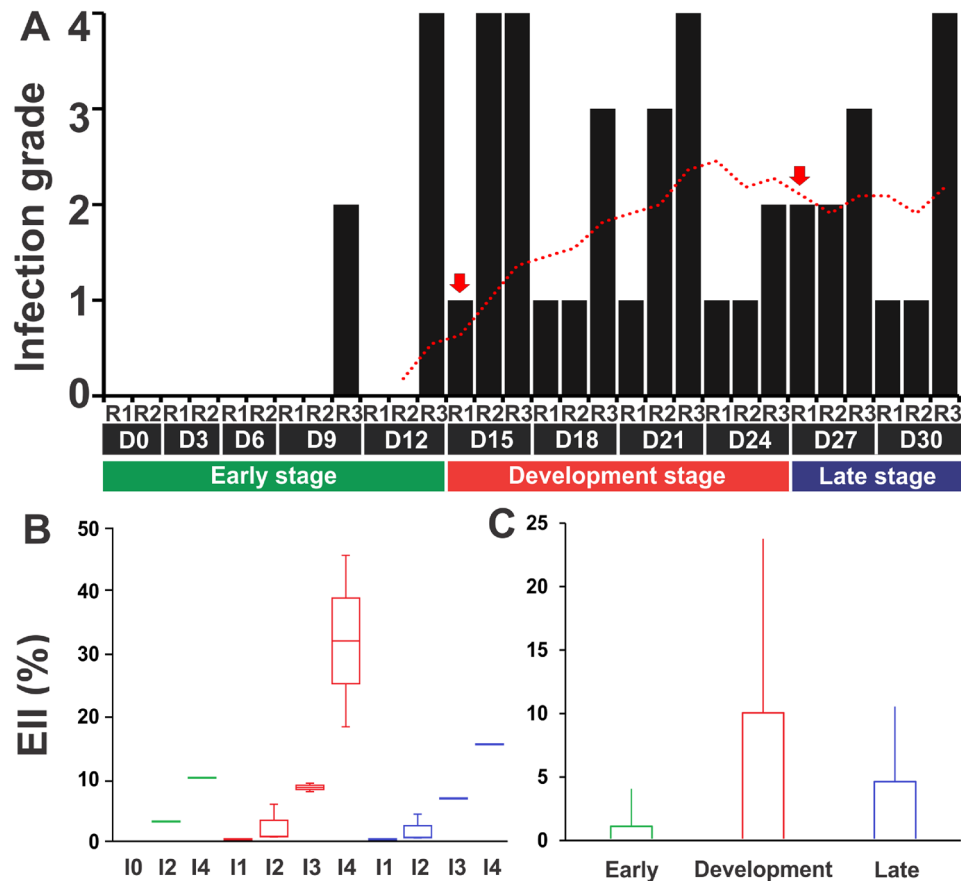 A
Infection grade
4
3
2
1
0
R1R2R1R2R1R2R1R2R3R1R2R3R1R2R3R1R2R3R1R2R3R1R2R3R1R2R3R1R2R3
D0 D3 D6 D9 D12 D15 D18 D21 D24 D27 D30
Early stage Development stage Late stage
B
EII (%)
50
40
30
20
10
0
I0 I2 I4 I1 I2 I3 I4 I1 I2 I3 I4
C
25
20
15
10
5
0
Early Development Late